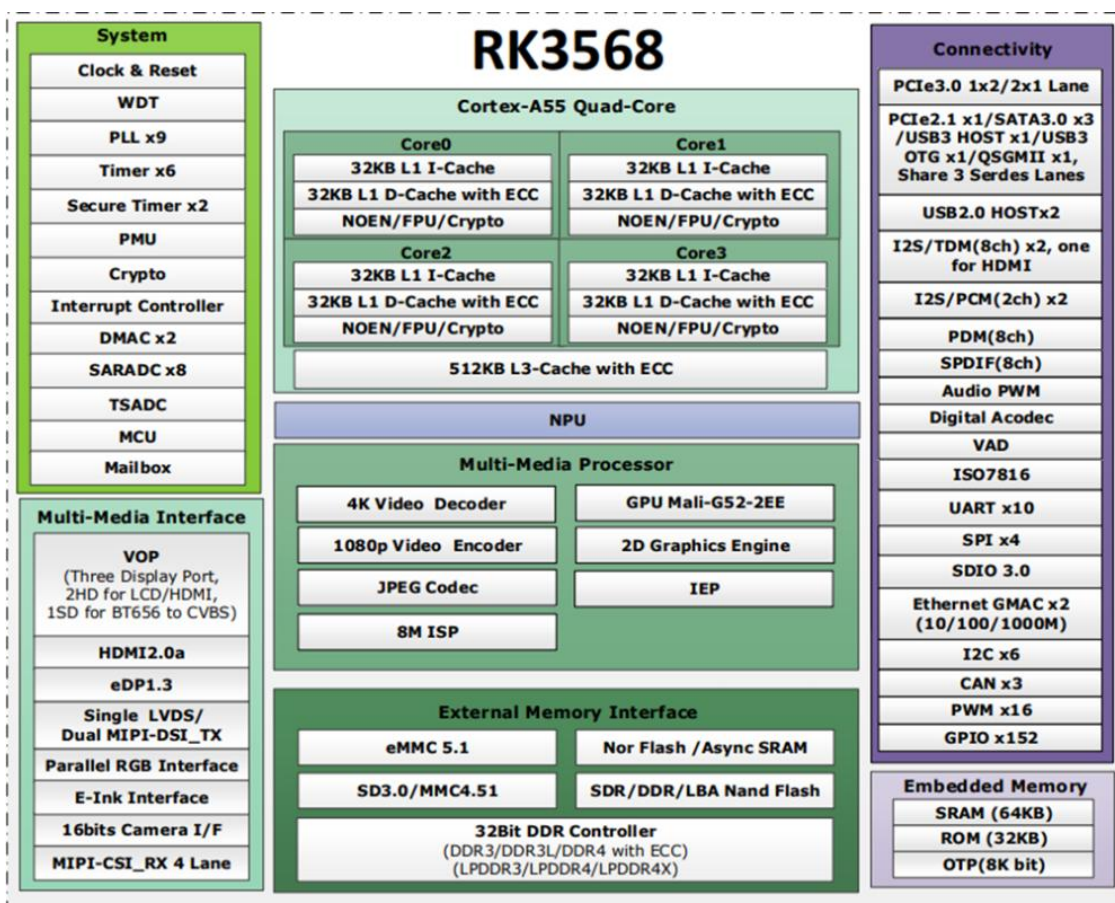 RK3568
System
Clock & Reset
WDT
PLL x9
Timer x6
Secure Timer x2
PMU
Crypto
Interrupt Controller
DMAC x2
SARADC x8
TSADC
MCU
Mailbox
Multi-Media Interface
VOP
(Three Display Port,
2HD for LCD/HDMI,
1SD for BT656 to CVBS)
HDMI2.0a
eDP1.3
Single LVDS/
Dual MIPI-DSI_TX
Parallel RGB Interface
E-Ink Interface
16bits Camera I/F
MIPI-CSI_RX 4 Lane
Cortex-A55 Quad-Core
Core0
32KB L1 I-Cache
32KB L1 D-Cache with ECC
NOEN/FPU/Crypto
Core1
32KB L1 I-Cache
32KB L1 D-Cache with ECC
NOEN/FPU/Crypto
Core2
32KB L1 I-Cache
32KB L1 D-Cache with ECC
NOEN/FPU/Crypto
Core3
32KB L1 I-Cache
32KB L1 D-Cache with ECC
NOEN/FPU/Crypto
512KB L3-Cache with ECC
NPU
Multi-Media Processor
4K Video Decoder
1080p Video Encoder
JPEG Codec
8M ISP
GPU Mali-G52-2EE
2D Graphics Engine
IEP
External Memory Interface
eMMC 5.1
Nor Flash /Async SRAM
SD3.0/MMC4.51
SDR/DDR/LBA Nand Flash
32Bit DDR Controller
(DDR3/DDR3L/DDR4 with ECC)
(LPDDR3/LPDDR4/LPDDR4X)
Connectivity
PCIe3.0 1x2/2x1 Lane
PCIe2.1 x1/SATA3.0 x3
/USB3 HOST x1/USB3
OTG x1/QSGMII x1,
Share 3 Serdes Lanes
USB2.0 HOSTx2
I2S/TDM(8ch) x2, one
for HDMI
I2S/PCM(2ch) x2
PDM(8ch)
SPDIF(8ch)
Audio PWM
Digital Acodec
VAD
ISO7816
UART x10
SPI x4
SDIO 3.0
Ethernet GMAC x2
(10/100/1000M)
I2C x6
CAN x3
PWM x16
GPIO x152
Embedded Memory
SRAM (64KB)
ROM (32KB)
OTP(8K bit)